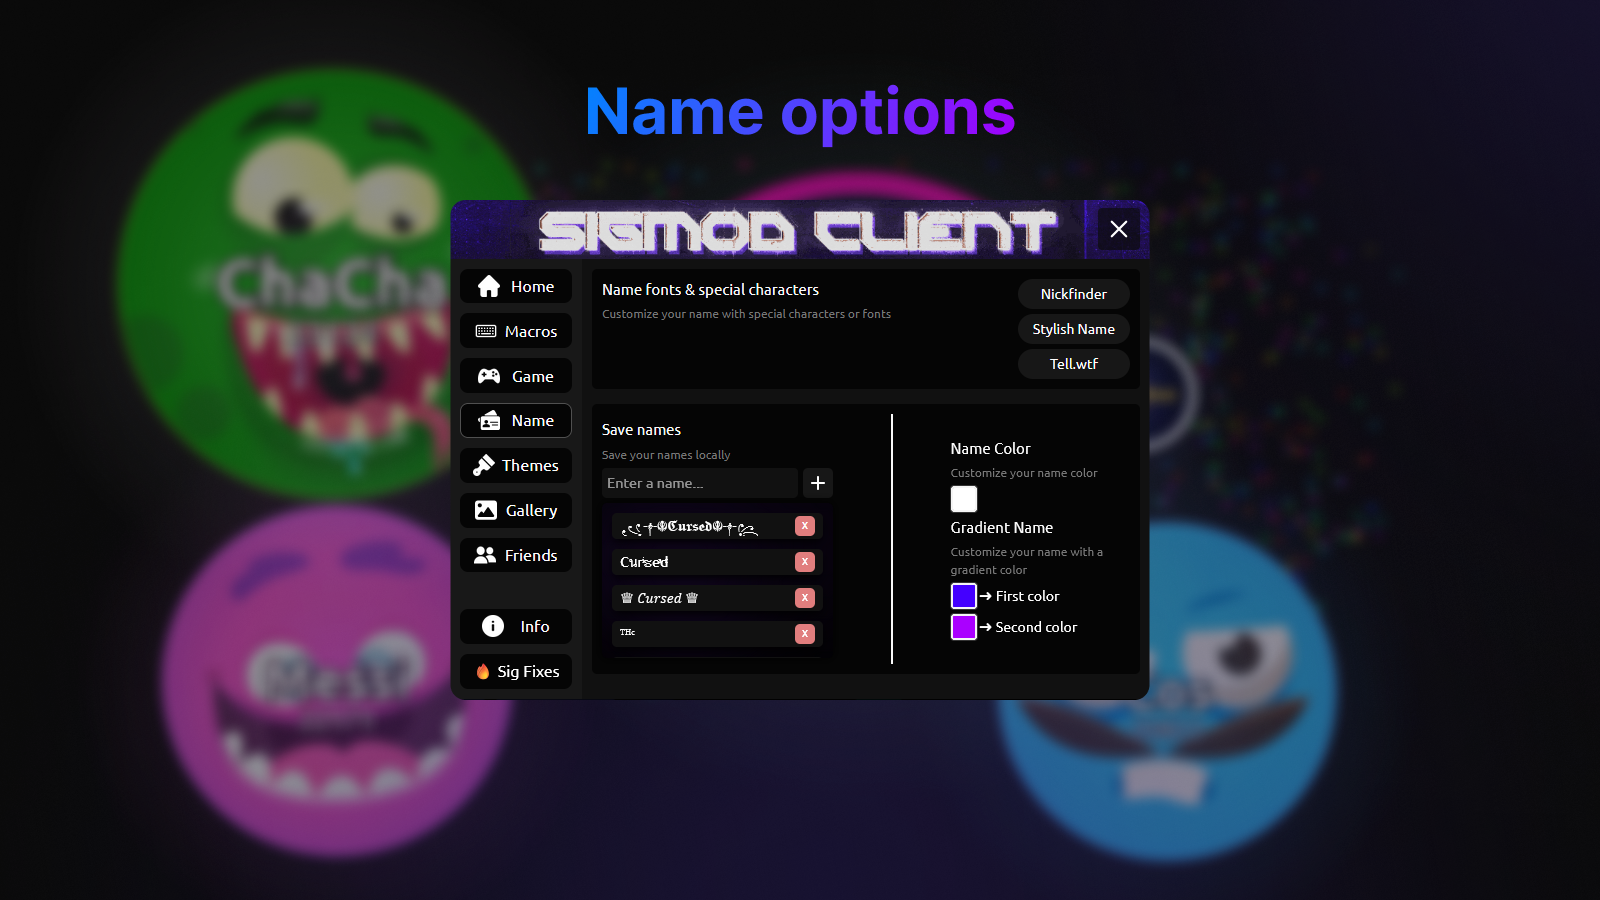 Name options
SIGMOD CLIENT
Home
Macros
Game
Name
Themes
Gallery
Friends
Info
Sig Fixes
Name fonts & special characters
Customize your name with special characters or fonts
Nickfinder
Stylish Name
Tell.wtf
Save names
Save your names locally
Enter a name...
𝕮𝖚𝖗𝖘𝖊𝖉
x
Cursed
x
♕ 𝐶𝑢𝑟𝑠𝑒𝑑 ♕
x
ᵀᴴᶜ
x
Name Color
Customize your name color
Gradient Name
Customize your name with a
gradient color
➜ First color
➜ Second color
ChaCha
Messi